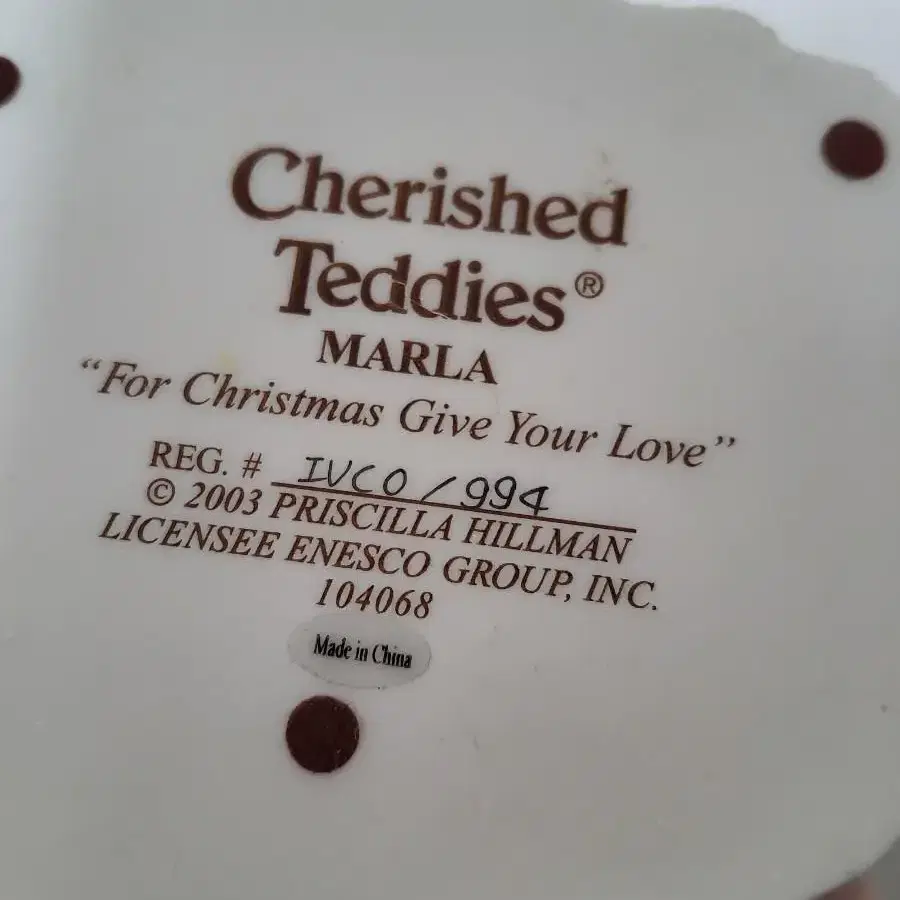 Cherished
Teddies®
MARLA
“For Christmas Give Your Love”
REG. # IVCO/994
© 2003 PRISCILLA HILLMAN
LICENSEE ENESCO GROUP, INC.
104068
Made in China